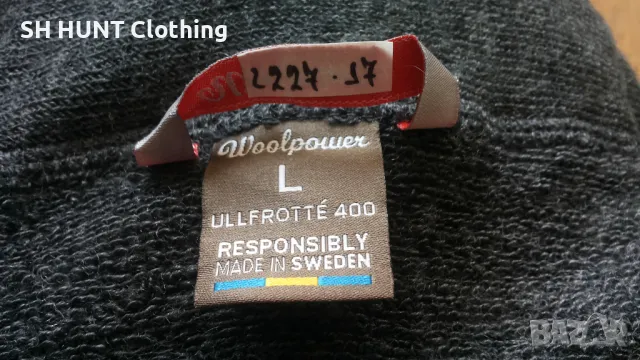 SH HUNT Clothing
2227-17
Woolpower
L
ULLFROTTÉ 400
RESPONSIBLY
MADE IN SWEDEN